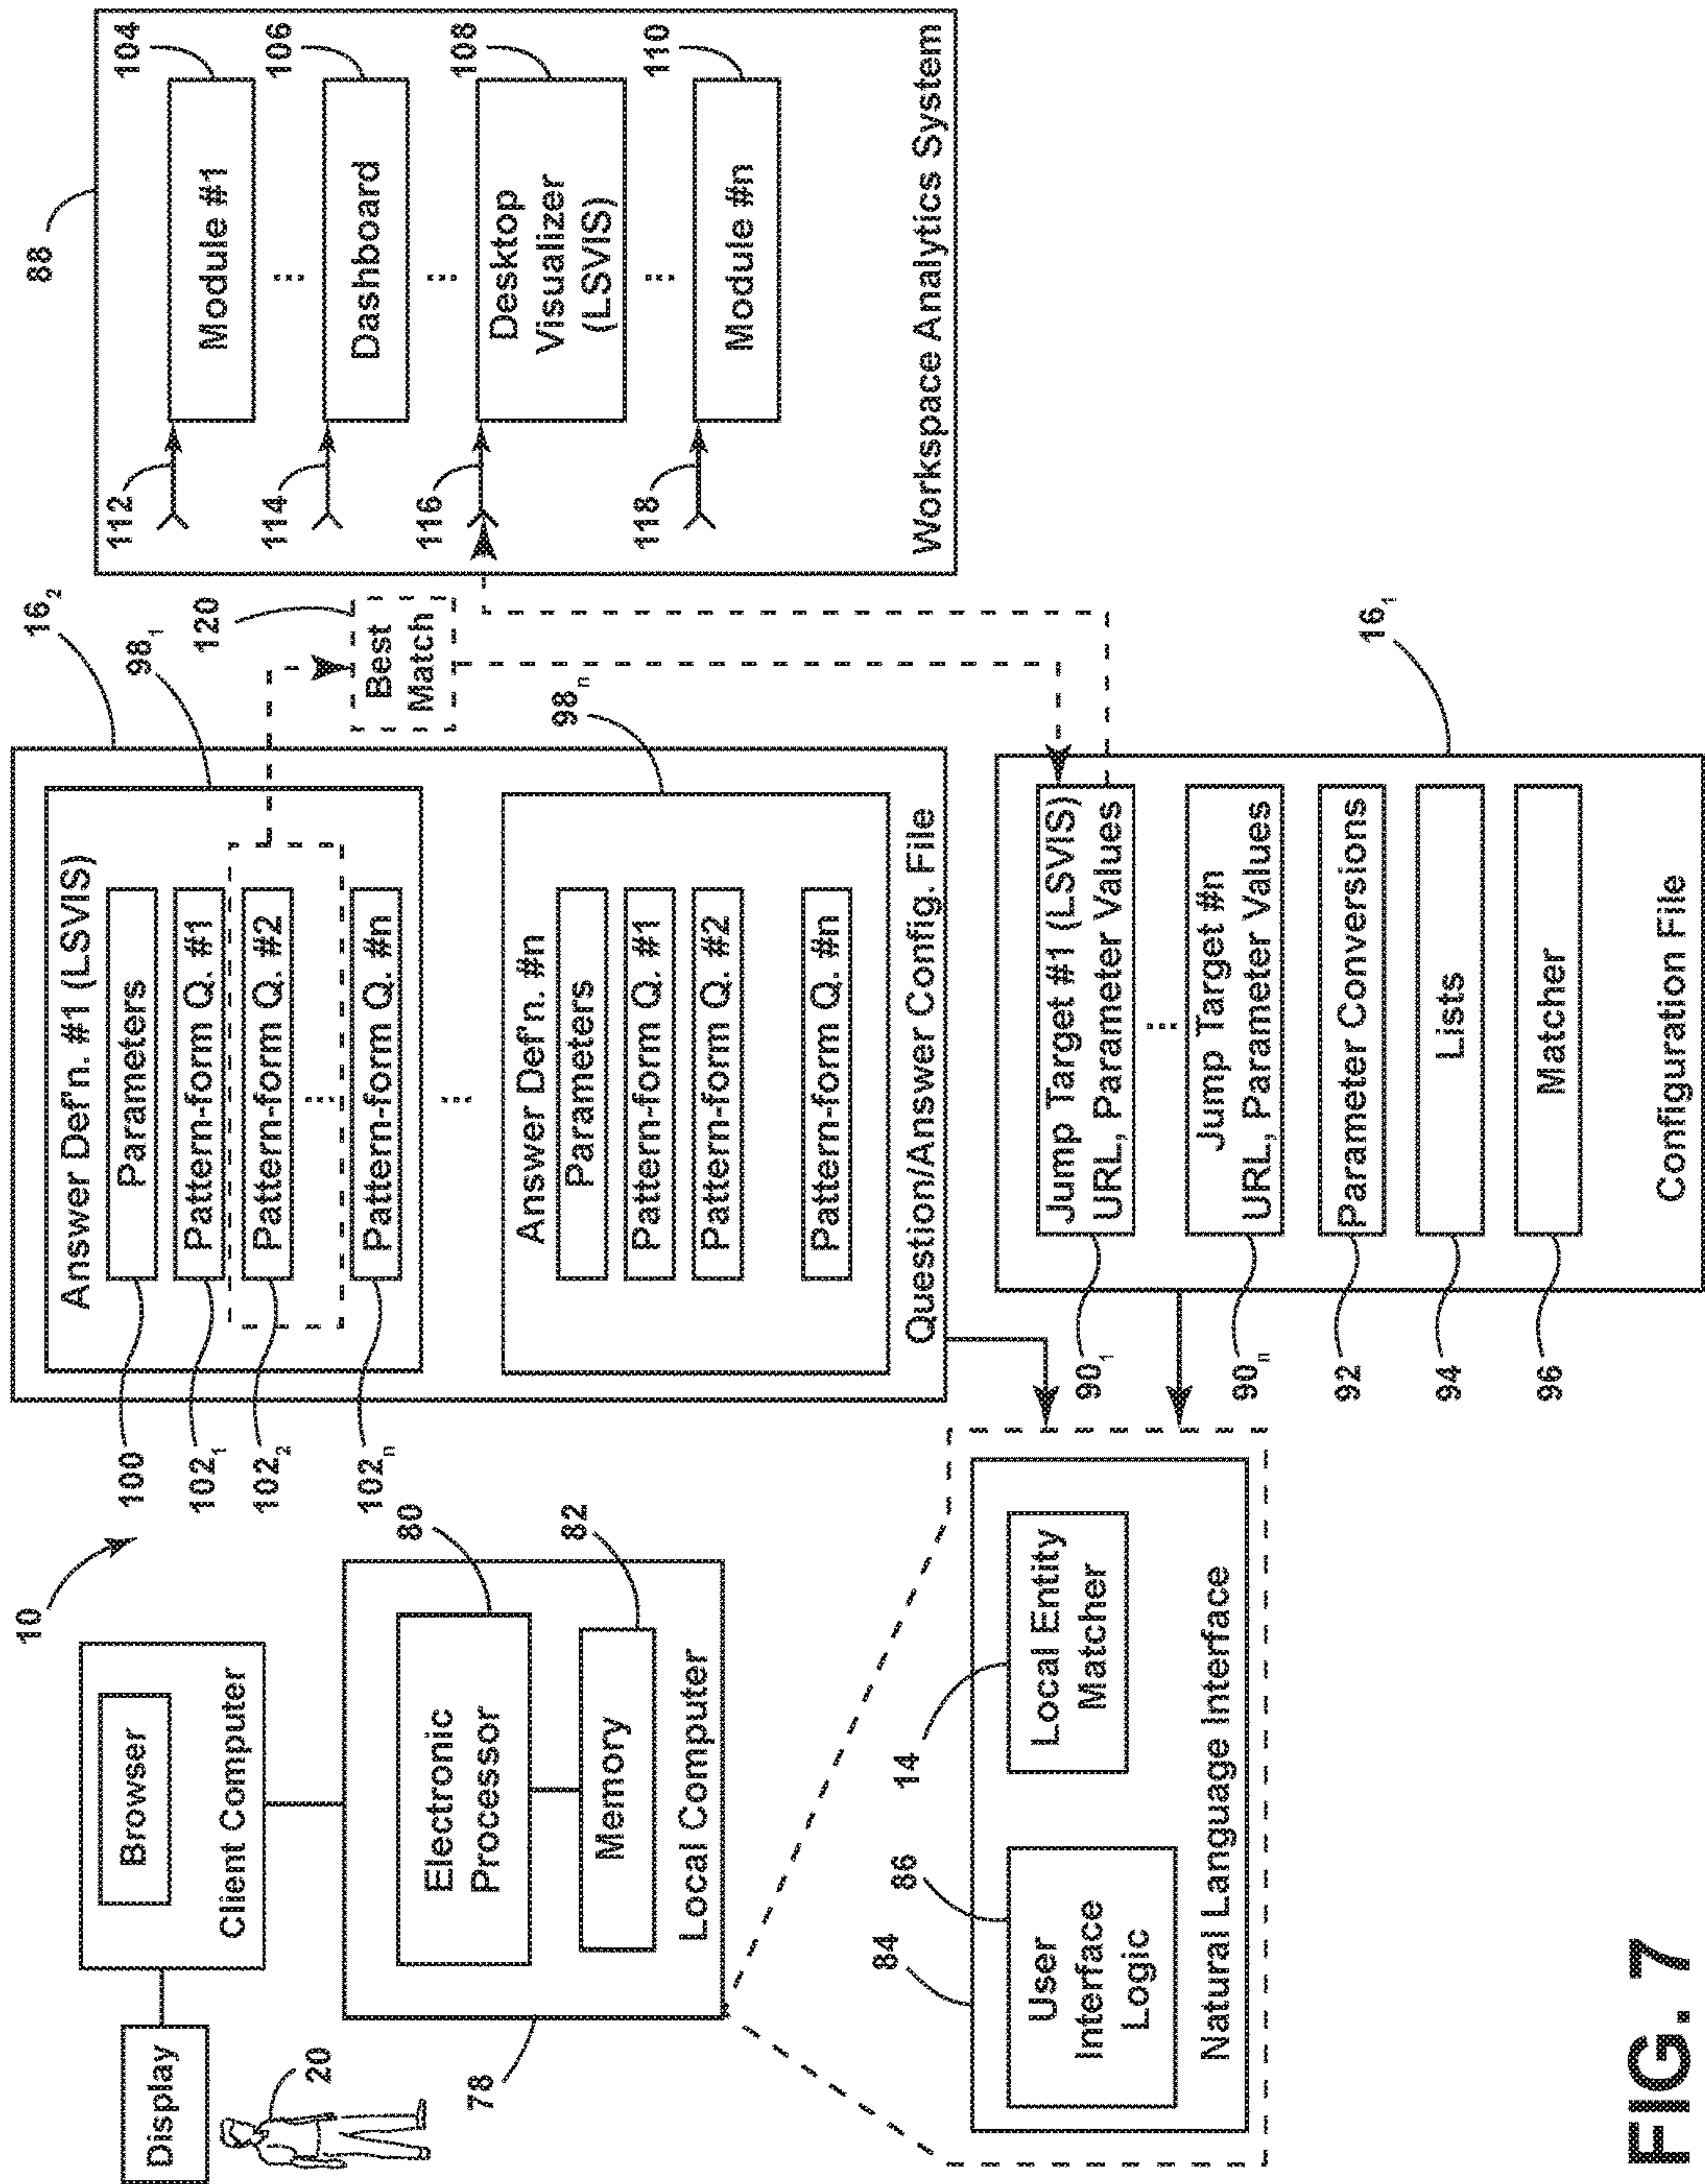 10
Display
20
Browser
Client Computer
Electronic
Processor
80
Memory
82
Local Computer
78
84
86
14
User
Interface
Logic
Local Entity
Matcher
Natural Language Interface
16₂
98₁
Answer Def'n. #1 (LSVIS)
100
Parameters
102₁
Pattern-form Q. #1
102₂
Pattern-form Q. #2
...
102ₙ
Pattern-form Q. #n
...
98ₙ
Answer Def'n. #n
Parameters
Pattern-form Q. #1
Pattern-form Q. #2
Pattern-form Q. #n
Question/Answer Config. File
120
Best
Match
16₁
90₁
Jump Target #1 (LSVIS)
URL, Parameter Values
...
90ₙ
Jump Target #n
URL, Parameter Values
92
Parameter Conversions
94
Lists
96
Matcher
Configuration File
88
112
Module #1
104
...
114
Dashboard
106
...
116
Desktop
Visualizer
(LSVIS)
108
...
118
Module #n
110
Workspace Analytics System
FIG. 7